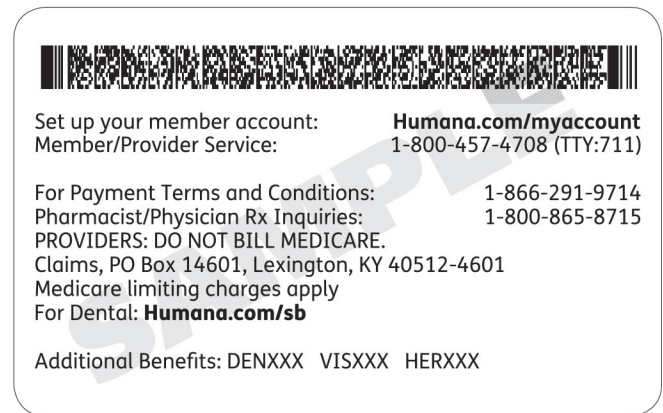 Set up your member account: Humana.com/myaccount
Member/Provider Service: 1-800-457-4708 (TTY:711)
For Payment Terms and Conditions: 1-866-291-9714
Pharmacist/Physician Rx Inquiries: 1-800-865-8715
PROVIDERS: DO NOT BILL MEDICARE.
Claims, PO Box 14601, Lexington, KY 40512-4601
Medicare limiting charges apply
For Dental: Humana.com/sb
Additional Benefits: DENXXX VISXXX HERXXX
SAMPLE